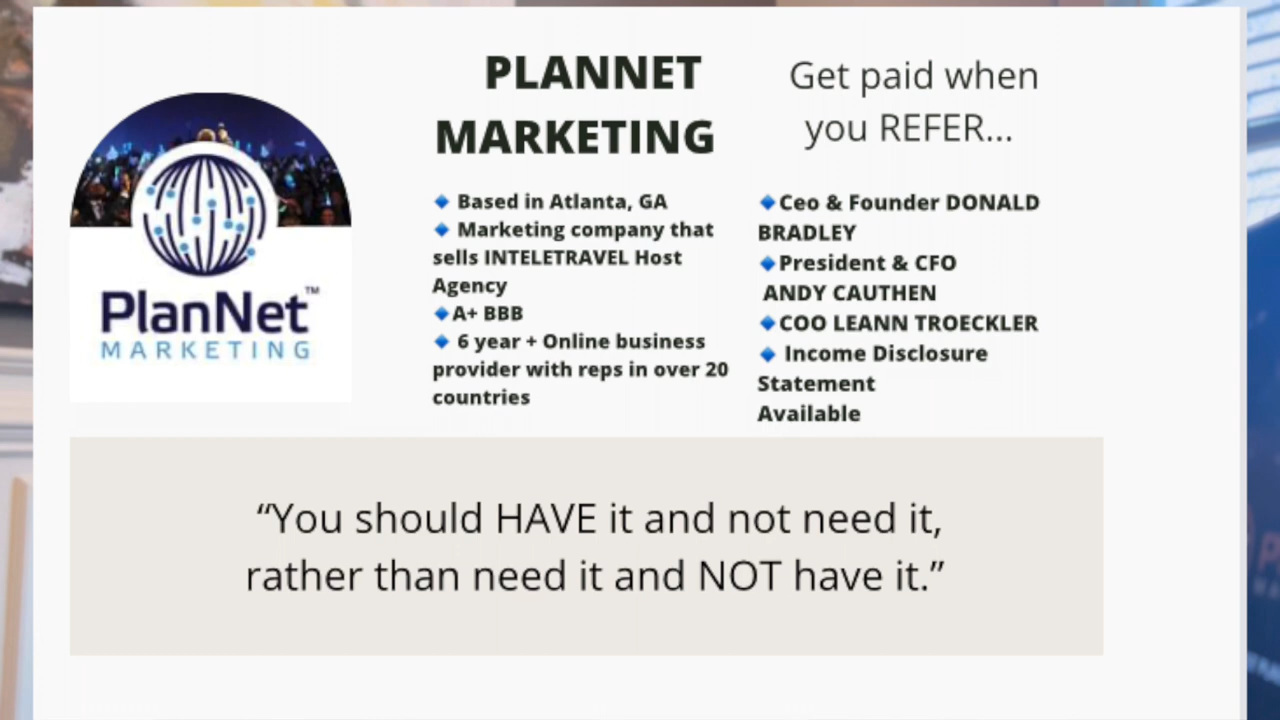 PlanNet™
MARKETING
PLANNET
MARKETING
Based in Atlanta, GA
Marketing company that
sells INTELETRAVEL Host
Agency
A+ BBB
6 year + Online business
provider with reps in over 20
countries
Get paid when
you REFER...
Ceo & Founder DONALD
BRADLEY
President & CFO
ANDY CAUTHEN
COO LEANN TROECKLER
Income Disclosure
Statement
Available
“You should HAVE it and not need it,
rather than need it and NOT have it.”